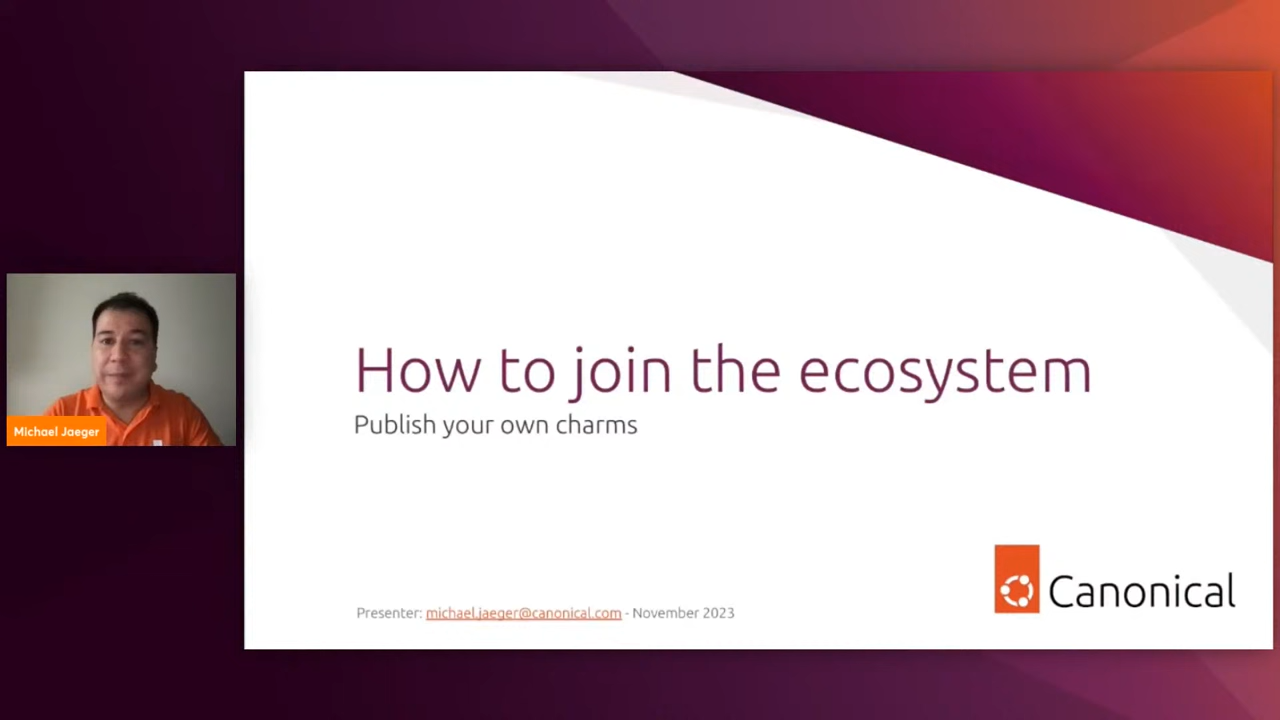 How to join the ecosystem
Publish your own charms
Michael Jaeger
Canonical
Presenter: michael.jaeger@canonical.com - November 2023